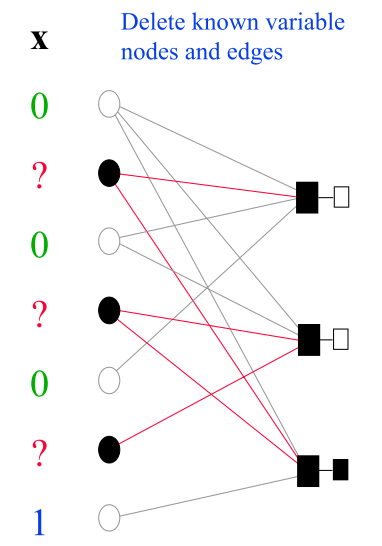 x
Delete known variable
nodes and edges
0
?
0
?
0
?
1